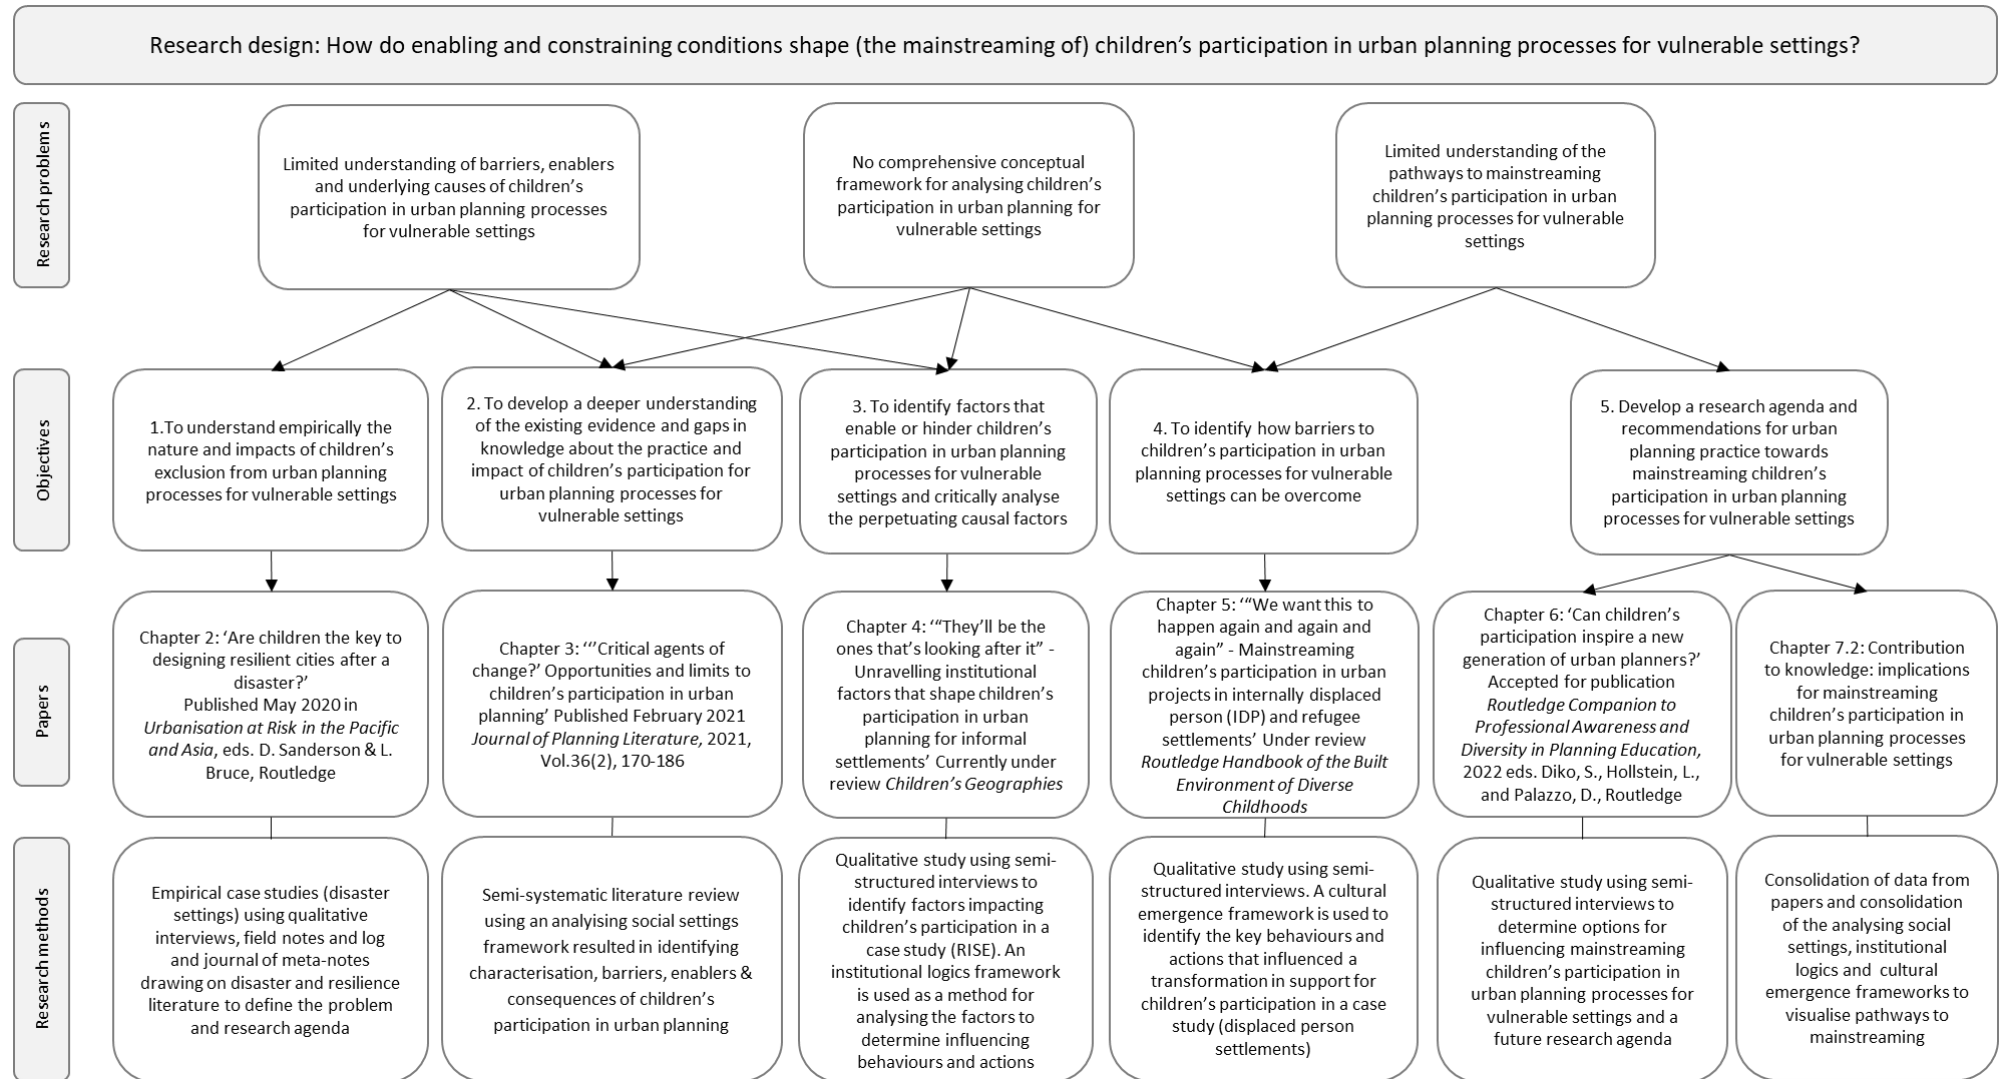 Research design: How do enabling and constraining conditions shape (the mainstreaming of) children's participation in urban planning processes for vulnerable settings?
Research problems
Limited understanding of barriers, enablers
and underlying causes of children's
participation in urban planning processes
for vulnerable settings
No comprehensive conceptual
framework for analysing children's
participation in urban planning for
vulnerable settings
Limited understanding of the
pathways to mainstreaming
children's participation in urban
planning processes for vulnerable
settings
Objectives
1.To understand empirically the
nature and impacts of children's
exclusion from urban planning
processes for vulnerable settings
2. To develop a deeper understanding
of the existing evidence and gaps in
knowledge about the practice and
impact of children's participation for
urban planning processes for
vulnerable settings
3. To identify factors that
enable or hinder children's
participation in urban planning
processes for vulnerable
settings and critically analyse
the perpetuating causal factors
4. To identify how barriers to
children's participation in urban
planning processes for vulnerable
settings can be overcome
5. Develop a research agenda and
recommendations for urban
planning practice towards
mainstreaming children's
participation in urban planning
processes for vulnerable settings
Papers
Chapter 2: ‘Are children the key to
designing resilient cities after a
disaster?’
Published May 2020 in
Urbanisation at Risk in the Pacific
and Asia, eds. D. Sanderson & L.
Bruce, Routledge
Chapter 3: ‘”Critical agents of
change?’ Opportunities and limits to
children’s participation in urban
planning’ Published February 2021
Journal of Planning Literature, 2021,
Vol.36(2), 170-186
Chapter 4: ‘“They’ll be the
ones that’s looking after it” -
Unravelling institutional
factors that shape children’s
participation in urban
planning for informal
settlements’ Currently under
review Children’s Geographies
Chapter 5: ‘“We want this to
happen again and again and
again” - Mainstreaming
children’s participation in urban
projects in internally displaced
person (IDP) and refugee
settlements’ Under review
Routledge Handbook of the Built
Environment of Diverse
Childhoods
Chapter 6: ‘Can children’s
participation inspire a new
generation of urban planners?’
Accepted for publication
Routledge Companion to
Professional Awareness and
Diversity in Planning Education,
2022 eds. Diko, S., Hollstein, L.,
and Palazzo, D., Routledge
Chapter 7.2: Contribution
to knowledge: implications
for mainstreaming
children’s participation in
urban planning processes
for vulnerable settings
Research methods
Empirical case studies (disaster
settings) using qualitative
interviews, field notes and log
and journal of meta-notes
drawing on disaster and resilience
literature to define the problem
and research agenda
Semi-systematic literature review
using an analysing social settings
framework resulted in identifying
characterisation, barriers, enablers &
consequences of children’s
participation in urban planning
Qualitative study using semi-
structured interviews to
identify factors impacting
children’s participation in a
case study (RISE). An
institutional logics framework
is used as a method for
analysing the factors to
determine influencing
behaviours and actions
Qualitative study using semi-
structured interviews. A cultural
emergence framework is used to
identify the key behaviours and
actions that influenced a
transformation in support for
children’s participation in a case
study (displaced person
settlements)
Qualitative study using semi-
structured interviews to
determine options for
influencing mainstreaming
children’s participation in
urban planning processes for
vulnerable settings and a
future research agenda
Consolidation of data from
papers and consolidation
of the analysing social
settings, institutional
logics and cultural
emergence frameworks to
visualise pathways to
mainstreaming